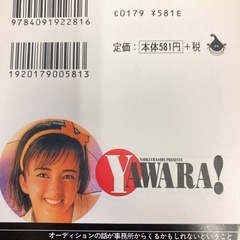 9784091922816
C0179 ¥581E
定価:本体581円+税
1920179005813
NAOKI URASAWA PRESENTS
YAWARA!
オーディションの話が事務所からくるかもしれないということ